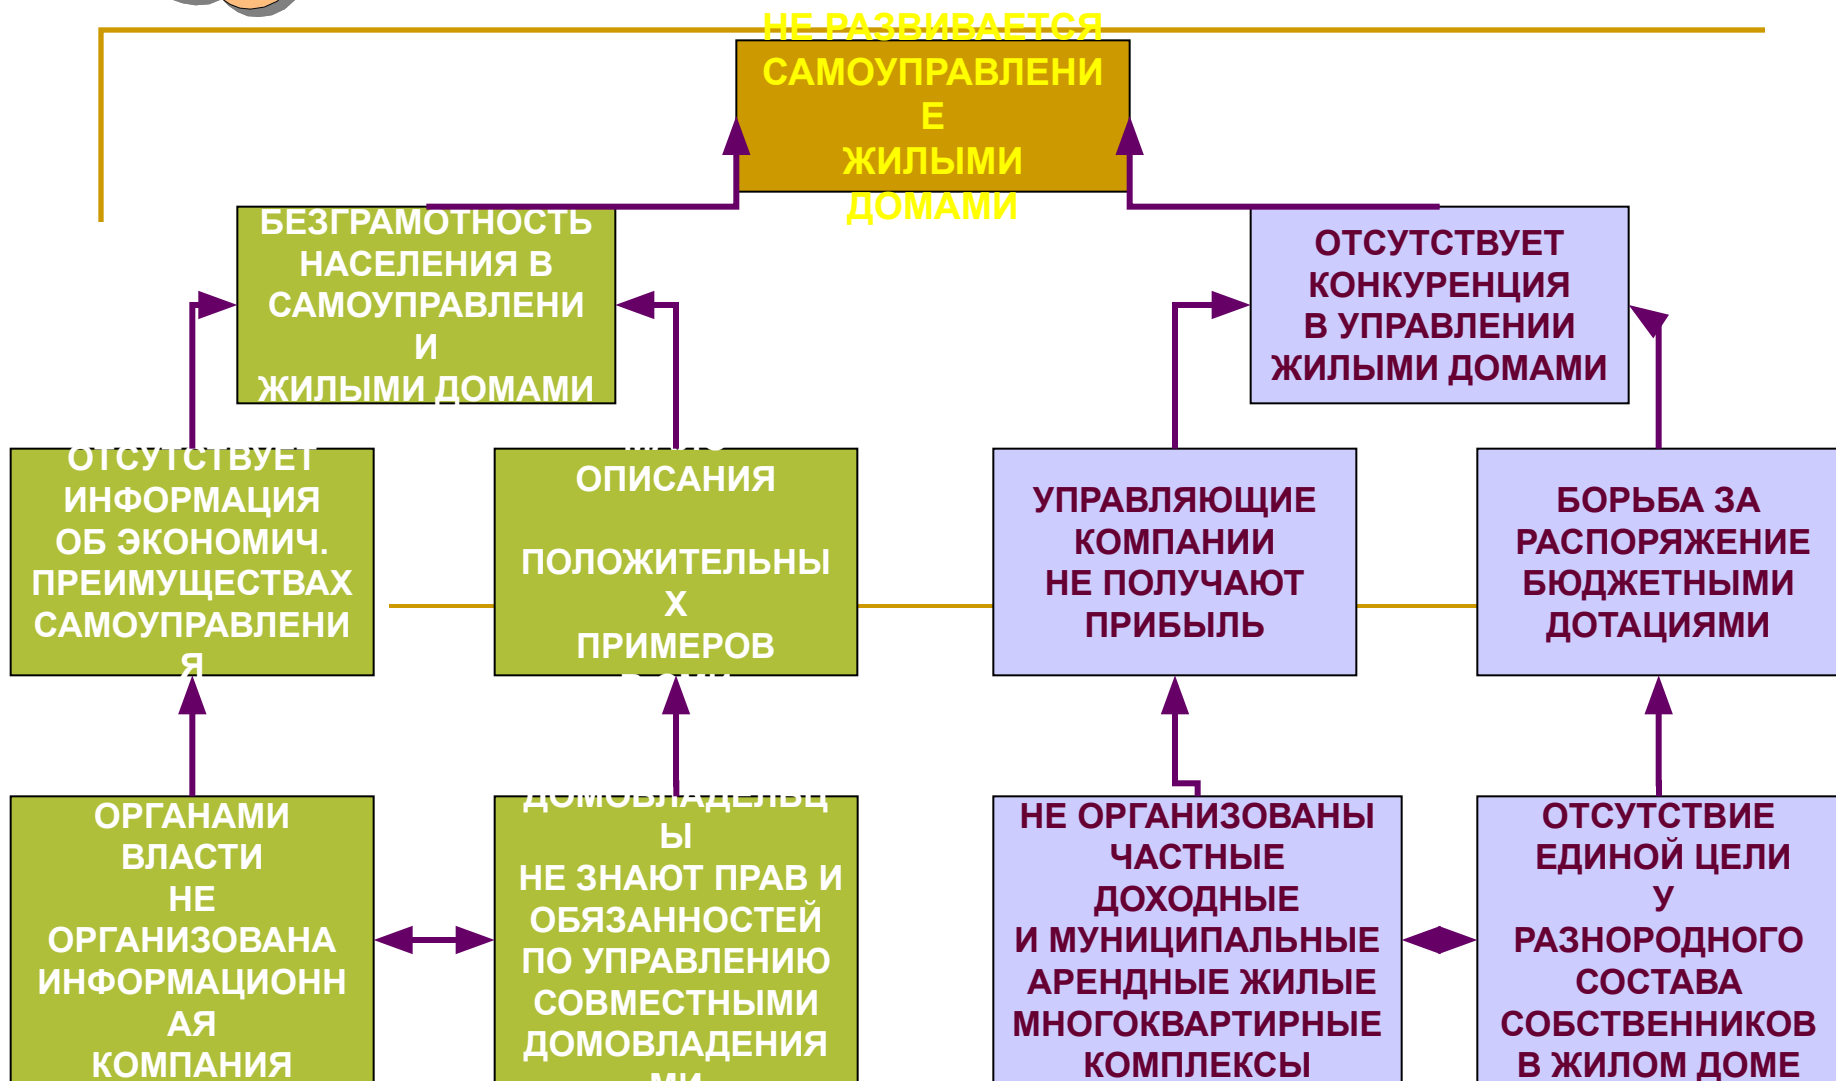 НЕ РАЗВИВАЕТСЯ
САМОУПРАВЛЕНИ
Е
ЖИЛЫМИ
ДОМАМИ
БЕЗГРАМОТНОСТЬ
НАСЕЛЕНИЯ В
САМОУПРАВЛЕНИ
И
ЖИЛЫМИ ДОМАМИ
ОТСУТСТВУЕТ
КОНКУРЕНЦИЯ
В УПРАВЛЕНИИ
ЖИЛЫМИ ДОМАМИ
ОТСУТСТВУЕТ
ИНФОРМАЦИЯ
ОБ ЭКОНОМИЧ.
ПРЕИМУЩЕСТВАХ
САМОУПРАВЛЕНИ
Я
ОПИСАНИЯ
ПОЛОЖИТЕЛЬНЫ
Х
ПРИМЕРОВ
УПРАВЛЯЮЩИЕ
КОМПАНИИ
НЕ ПОЛУЧАЮТ
ПРИБЫЛЬ
БОРЬБА ЗА
РАСПОРЯЖЕНИЕ
БЮДЖЕТНЫМИ
ДОТАЦИЯМИ
ОРГАНАМИ
ВЛАСТИ
НЕ
ОРГАНИЗОВАНА
ИНФОРМАЦИОНН
АЯ
КОМПАНИЯ
ДОМОВЛАДЕЛЬЦ
Ы
НЕ ЗНАЮТ ПРАВ И
ОБЯЗАННОСТЕЙ
ПО УПРАВЛЕНИЮ
СОВМЕСТНЫМИ
ДОМОВЛАДЕНИЯ
МИ
НЕ ОРГАНИЗОВАНЫ
ЧАСТНЫЕ
ДОХОДНЫЕ
И МУНИЦИПАЛЬНЫЕ
АРЕНДНЫЕ ЖИЛЫЕ
МНОГОКВАРТИРНЫЕ
КОМПЛЕКСЫ
ОТСУТСТВИЕ
ЕДИНОЙ ЦЕЛИ
У
РАЗНОРОДНОГО
СОСТАВА
СОБСТВЕННИКОВ
В ЖИЛОМ ДОМЕ